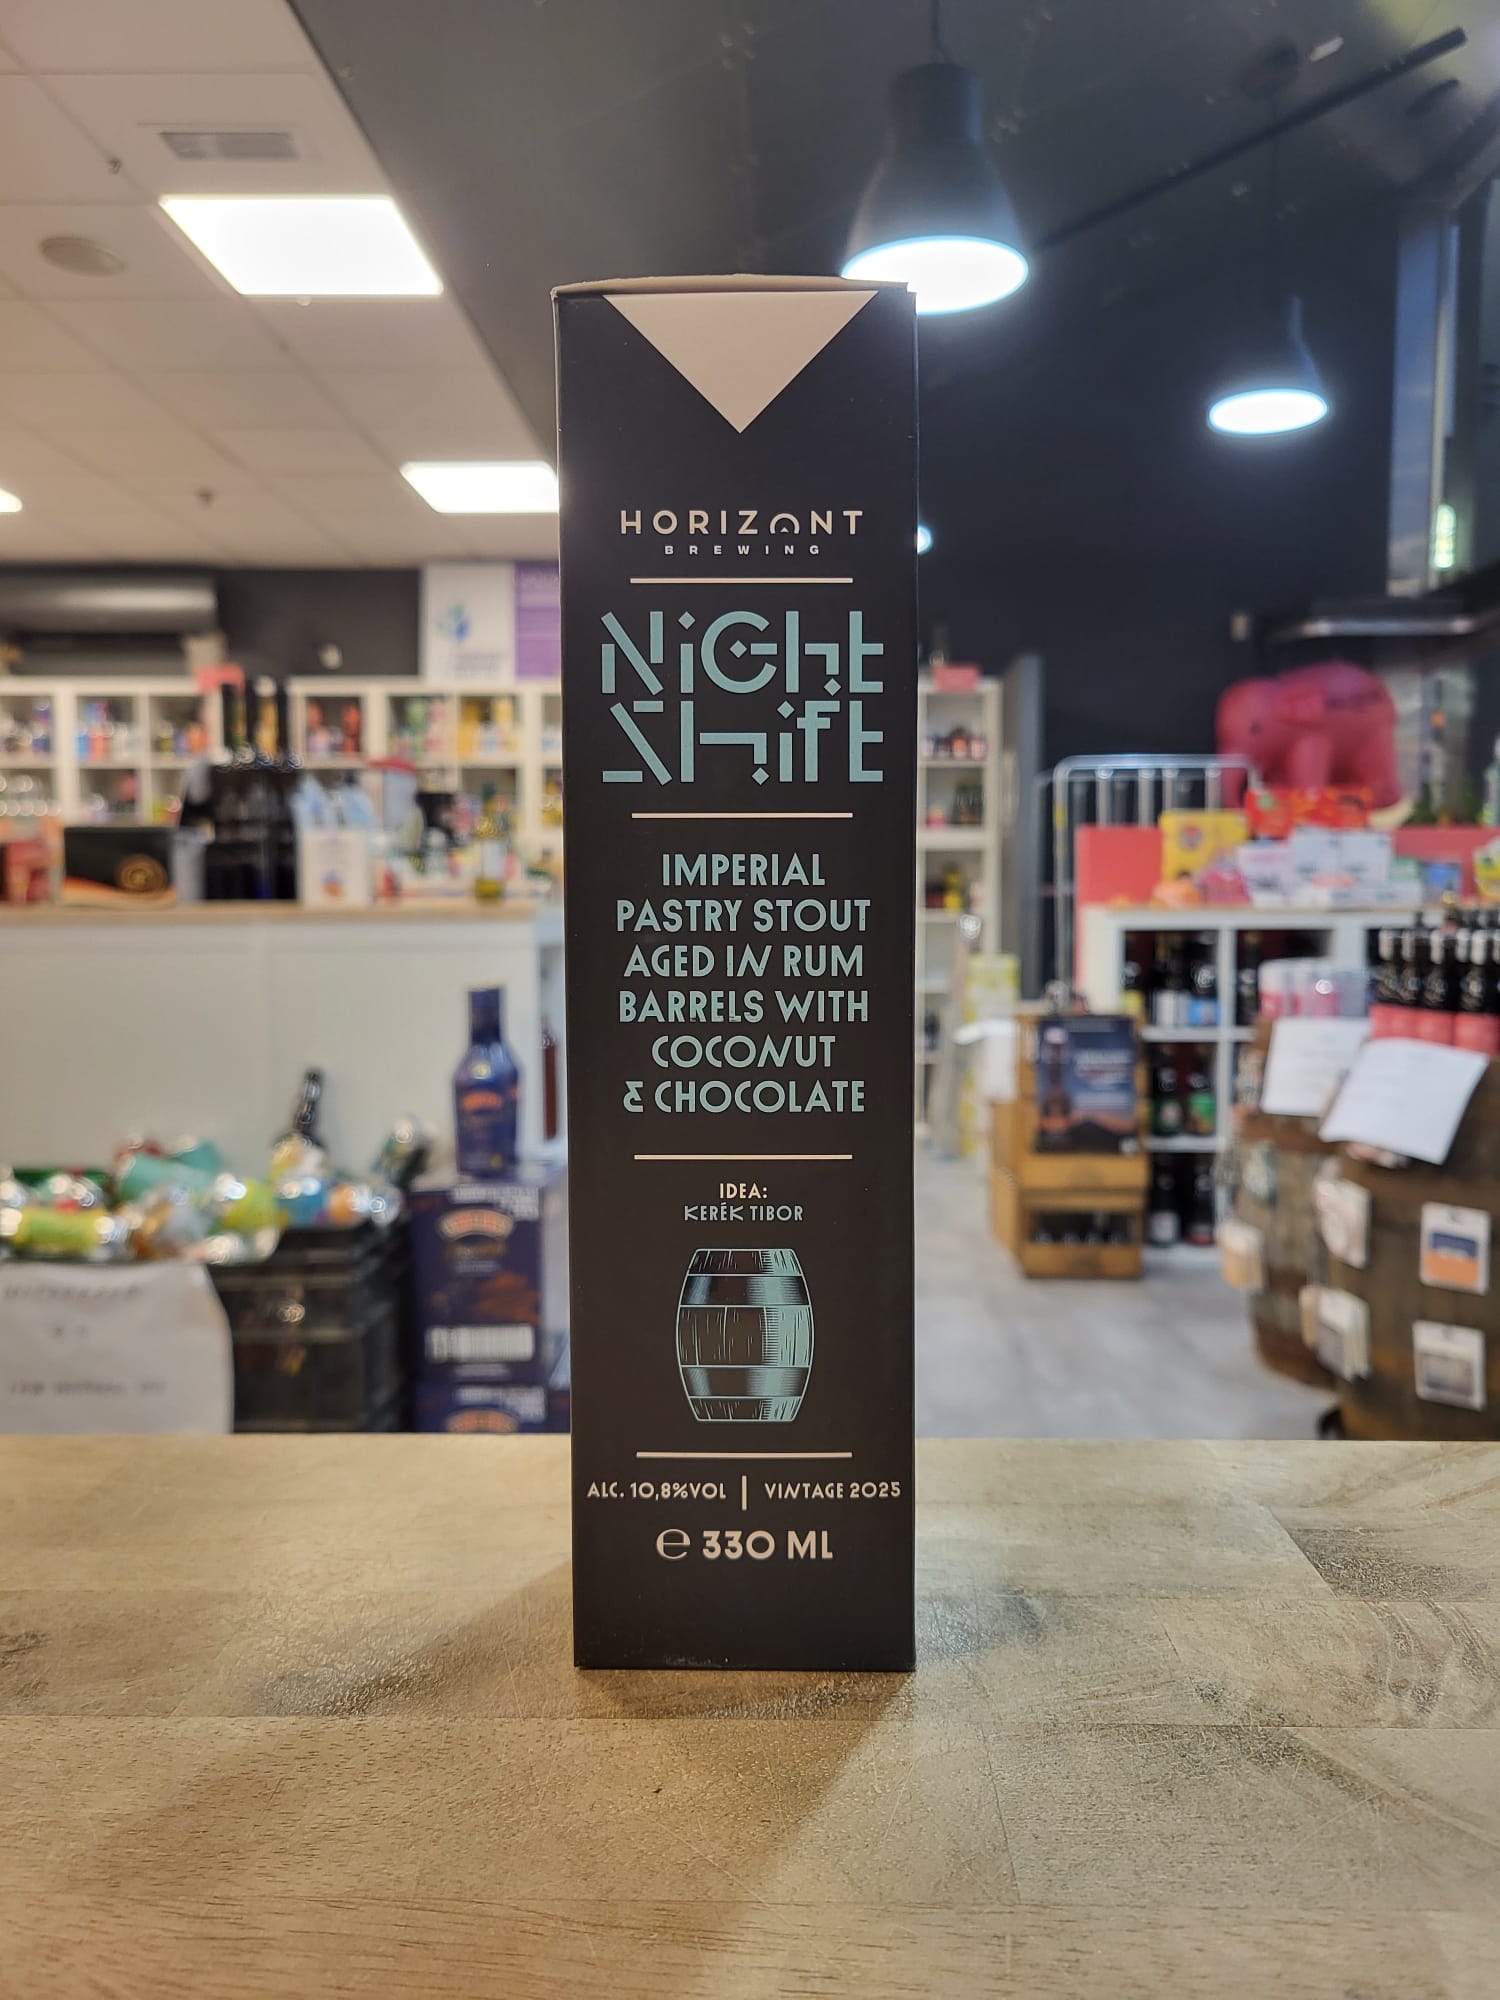 HORIZONT
BREWING
NIGHT
SHIFT
IMPERIAL
PASTRY STOUT
AGED IN RUM
BARRELS WITH
COCONUT
& CHOCOLATE
IDEA:
KERÉK TIBOR
ALC. 10,8%VOL | VINTAGE 2025
℮ 330 ML